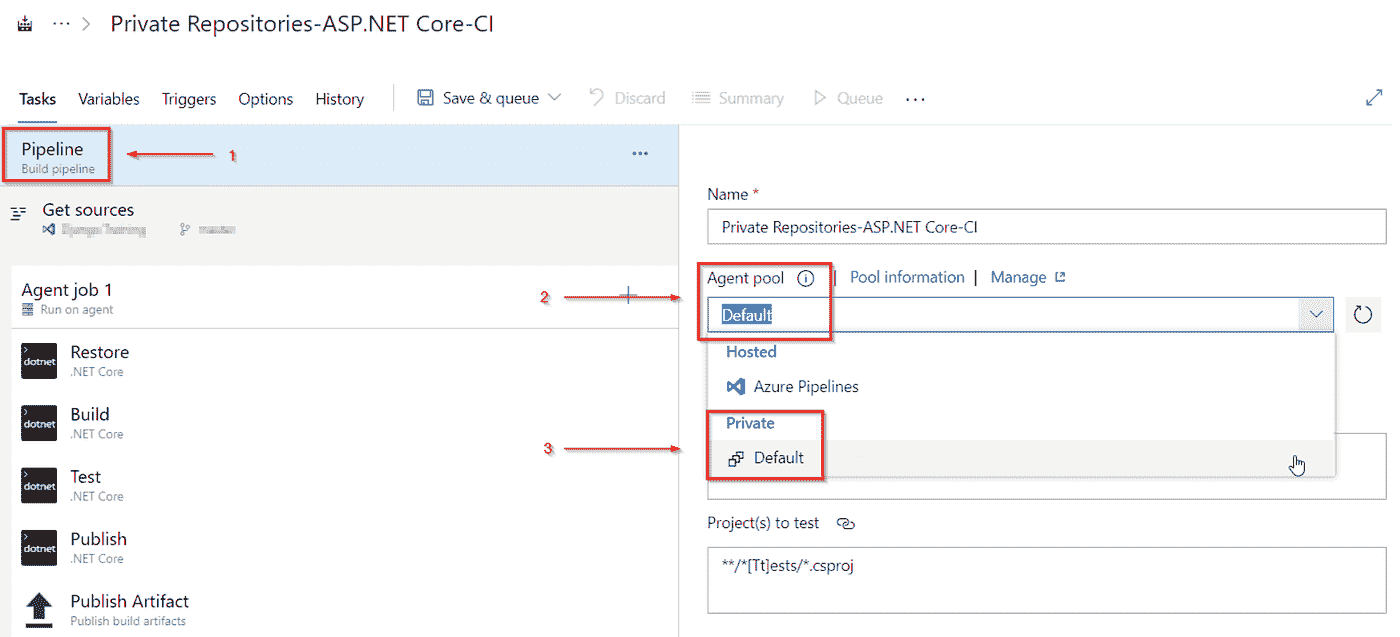 Private Repositories-ASP.NET Core-CI
Tasks Variables Triggers Options History Save & queue Discard Summary Queue
Pipeline
Build pipeline
1
Get sources
Agent job 1
Run on agent
dotnet
Restore
.NET Core
dotnet
Build
.NET Core
dotnet
Test
.NET Core
dotnet
Publish
.NET Core
Publish Artifact
Publish build artifacts
Name *
Private Repositories-ASP.NET Core-CI
2
Agent pool | Pool information | Manage
Default
Hosted
Azure Pipelines
3
Private
Default
Project(s) to test
**/*[Tt]ests/*.csproj